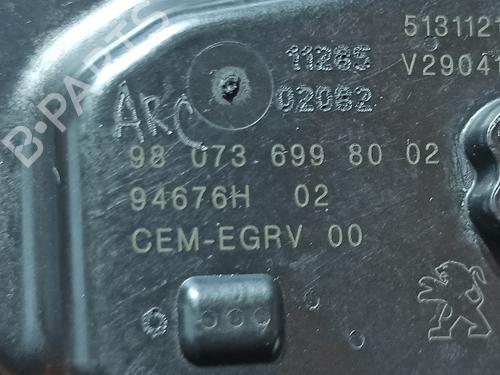 5131121
11265
V29041
02062
ARC
98 073 699 80 02
94676H 02
CEM-EGRV 00
B-PARTS